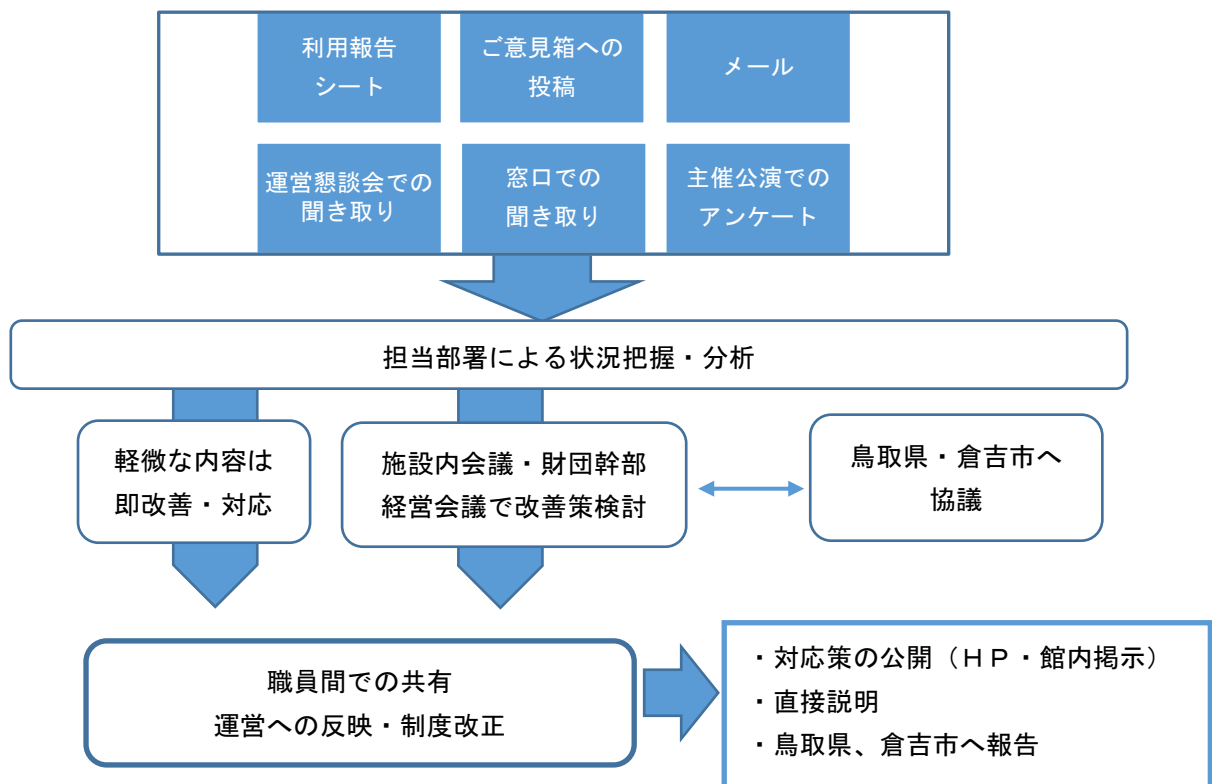 利用報告
シート
ご意見箱への
投稿
メール
運営懇談会での
聞き取り
窓口での
聞き取り
主催公演での
アンケート
担当部署による状況把握・分析
軽微な内容は
即改善・対応
施設内会議・財団幹部
経営会議で改善策検討
鳥取県・倉吉市へ
協議
職員間での共有
運営への反映・制度改正
・対応策の公開（ＨＰ・館内掲示）
・直接説明
・鳥取県、倉吉市へ報告